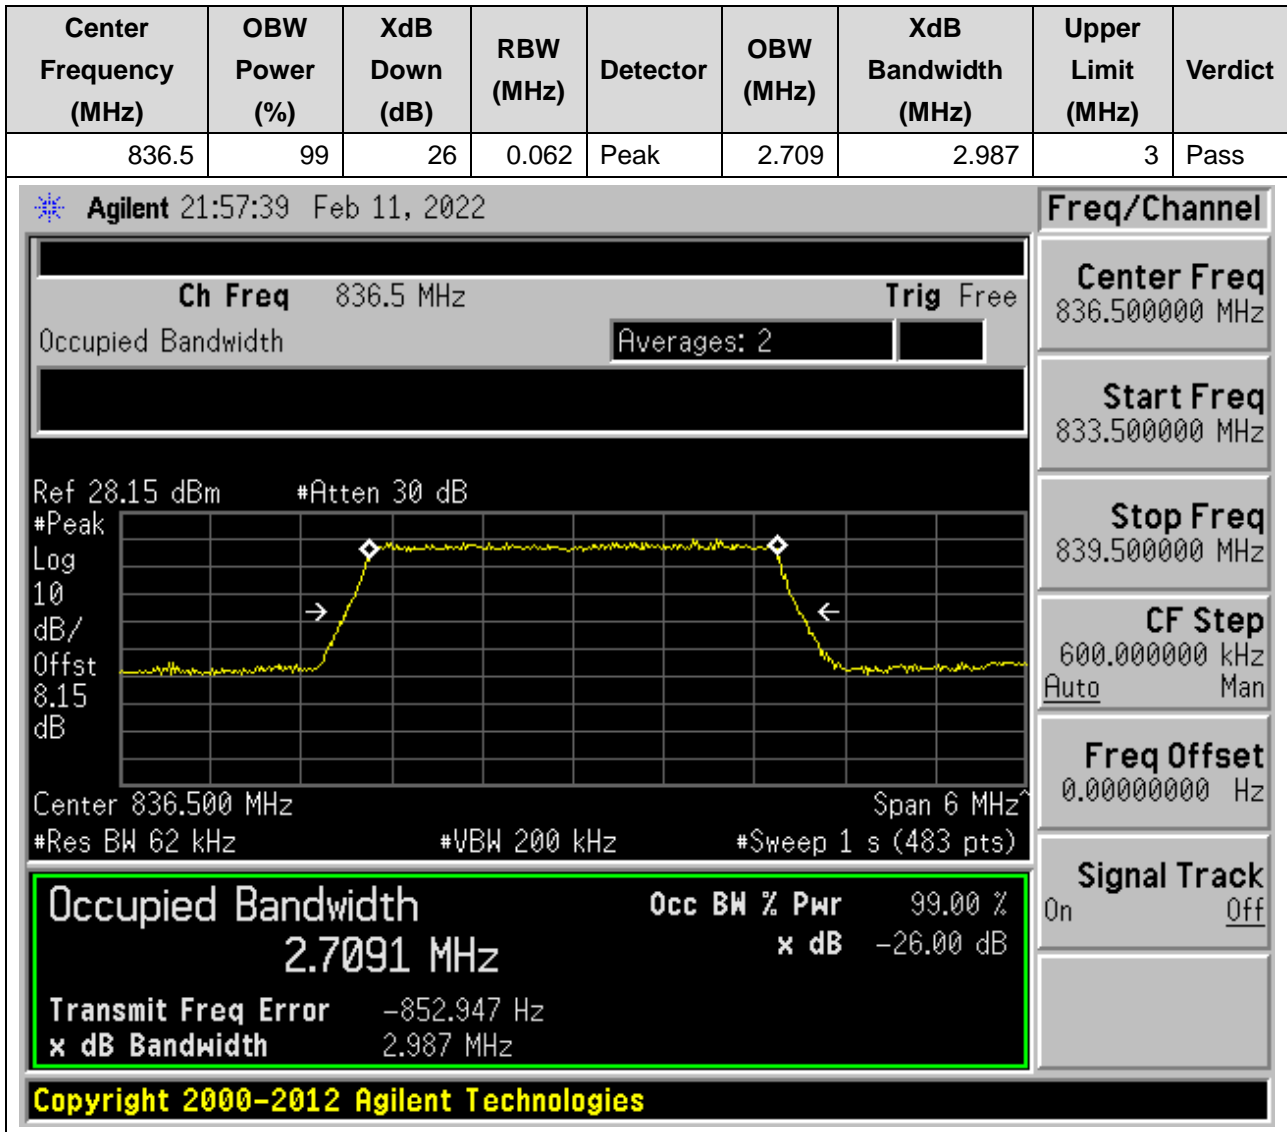 Center Frequency (MHz) OBW Power (%) XdB Down (dB) RBW (MHz) Detector OBW (MHz) XdB Bandwidth (MHz) Upper Limit (MHz) Verdict
836.5 99 26 0.062 Peak 2.709 2.987 3 Pass
Agilent 21:57:39 Feb 11, 2022
Ch Freq 836.5 MHz Trig Free
Occupied Bandwidth Averages: 2
Ref 28.15 dBm #Atten 30 dB
#Peak
Log
10
dB/
Offst
8.15
dB
Center 836.500 MHz Span 6 MHz^
#Res BW 62 kHz #VBW 200 kHz #Sweep 1 s (483 pts)
Occupied Bandwidth Occ BW % Pwr 99.00 %
2.7091 MHz x dB -26.00 dB
Transmit Freq Error -852.947 Hz
x dB Bandwidth 2.987 MHz
Freq/Channel
Center Freq
836.500000 MHz
Start Freq
833.500000 MHz
Stop Freq
839.500000 MHz
CF Step
600.000000 kHz
Auto Man
Freq Offset
0.00000000 Hz
Signal Track
On Off
Copyright 2000-2012 Agilent Technologies